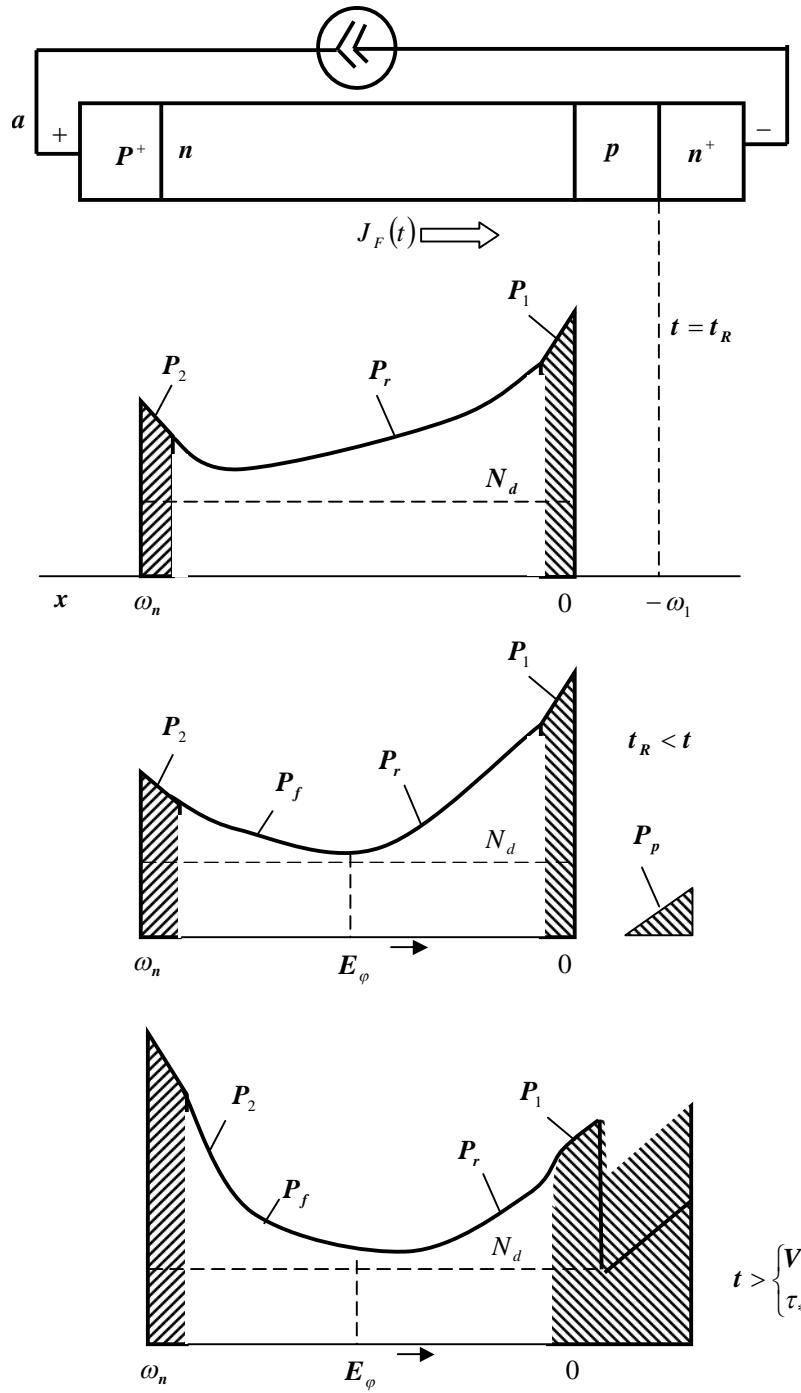 a + P⁺ n p n⁺ −
J_F(t)
P₁
t = t_R
P₂ P_r
N_d
x ω_n 0 −ω₁
P₁
P₂ t_R < t
P_f P_r
N_d P_p
ω_n E_φ 0
P₂ P₁
P_f P_r
N_d
t > { V
τ
ω_n E_φ 0